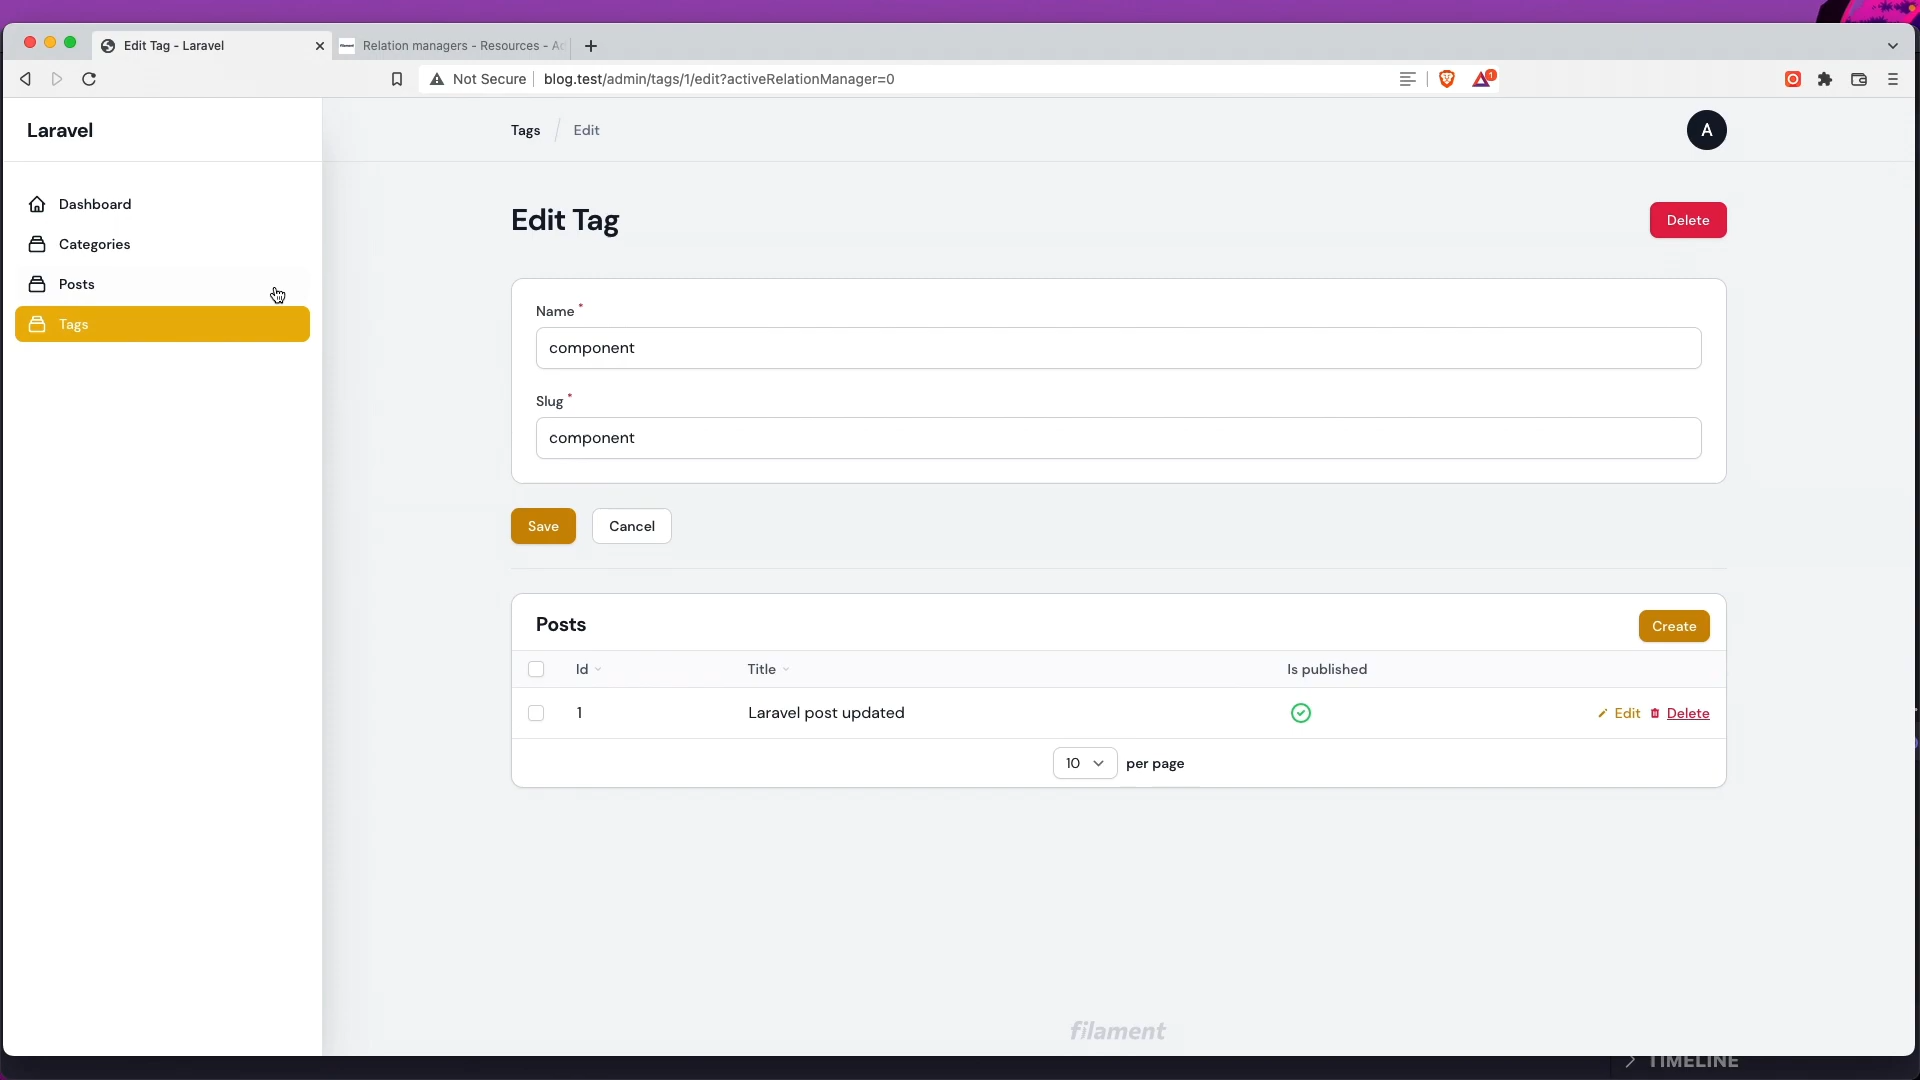 Edit Tag - Laravel
Relation managers - Resources - A
Not Secure
blog.test/admin/tags/1/edit?activeRelationManager=0
1
Laravel
Tags
Edit
A
Dashboard
Categories
Posts
Tags
Edit Tag
Delete
Name *
component
Slug *
component
Save
Cancel
Posts
Create
Id
Title
Is published
1
Laravel post updated
Edit
Delete
10
per page
filament
TIMELINE